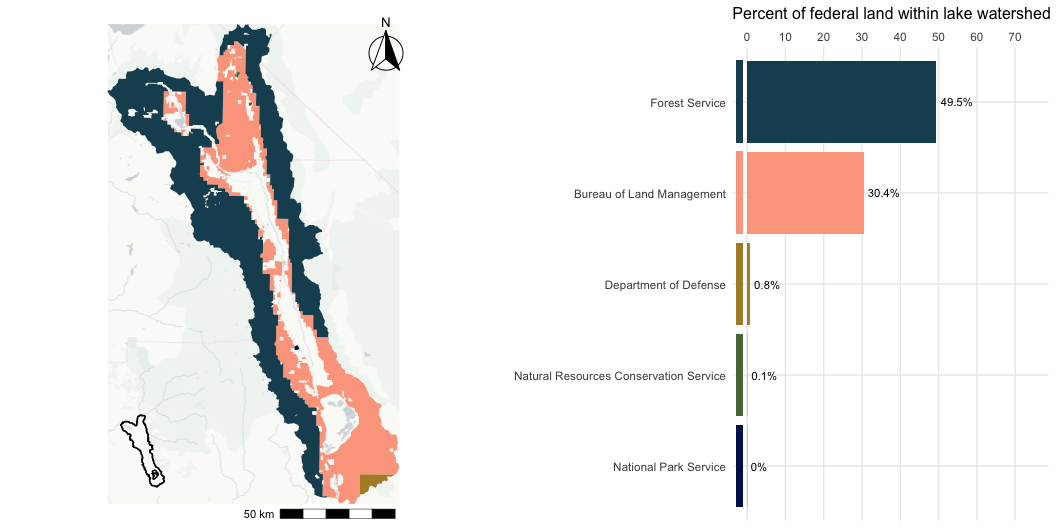 N
50 km
Percent of federal land within lake watershed
0 10 20 30 40 50 60 70
Forest Service 49.5%
Bureau of Land Management 30.4%
Department of Defense 0.8%
Natural Resources Conservation Service 0.1%
National Park Service 0%